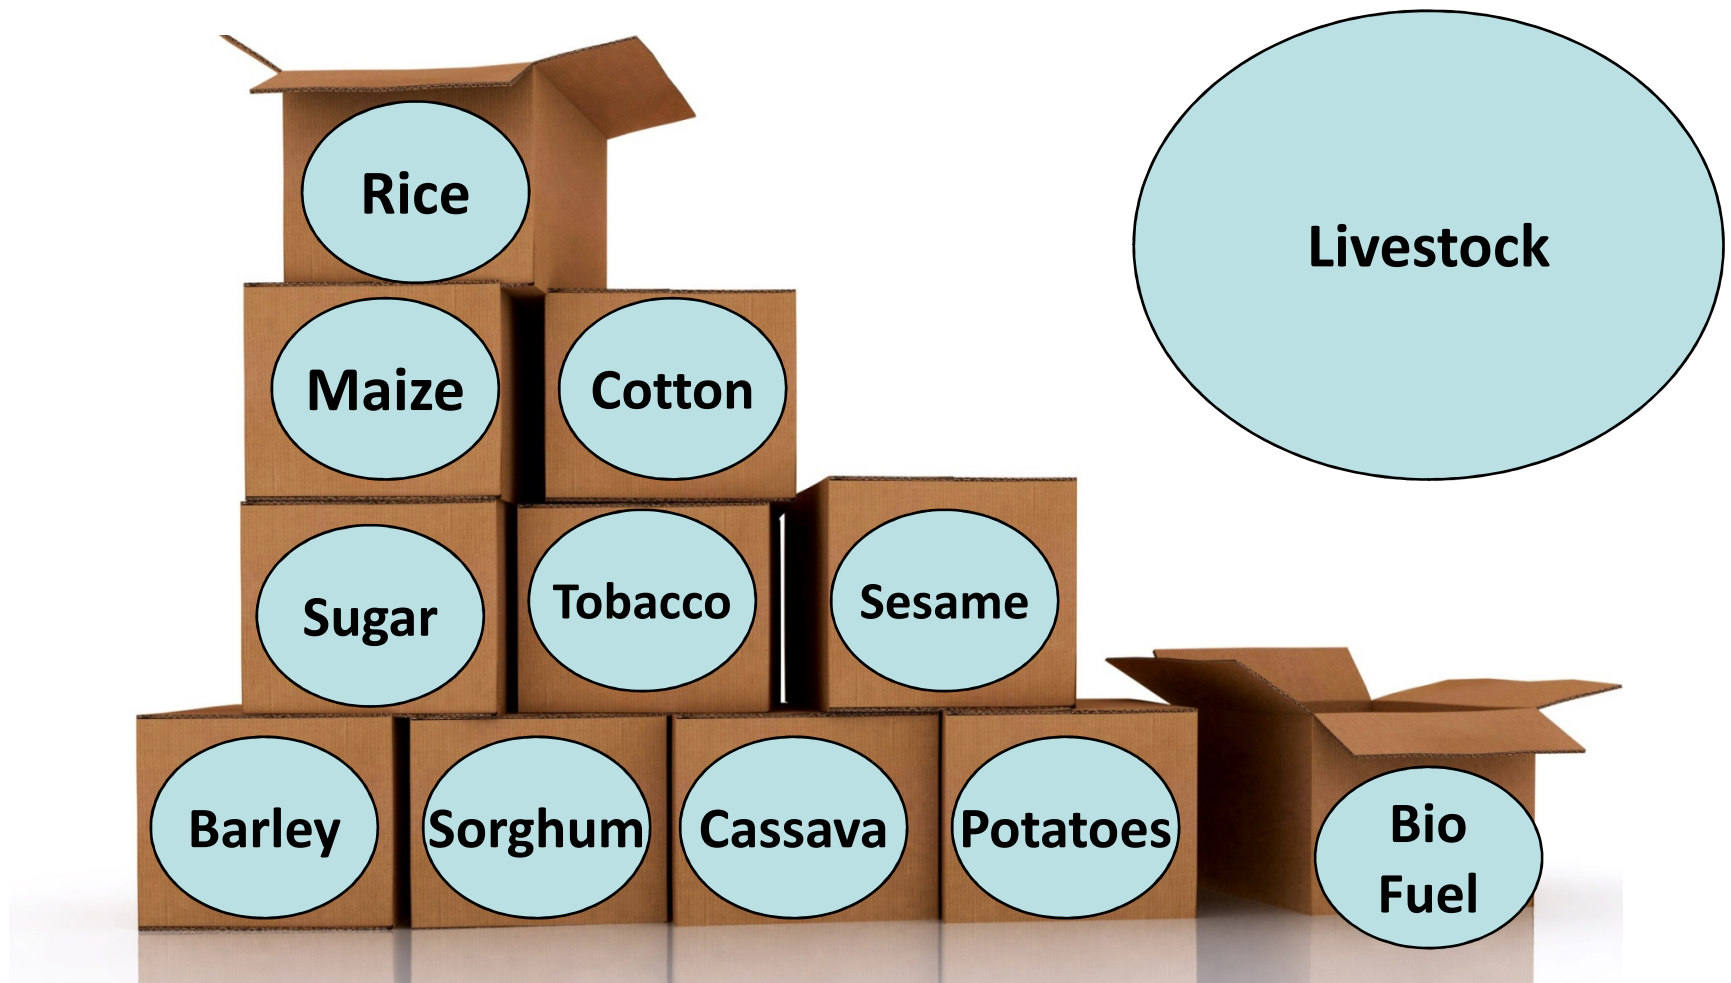 Rice
Livestock
Maize
Cotton
Sugar
Tobacco
Sesame
Barley
Sorghum
Cassava
Potatoes
Bio
Fuel